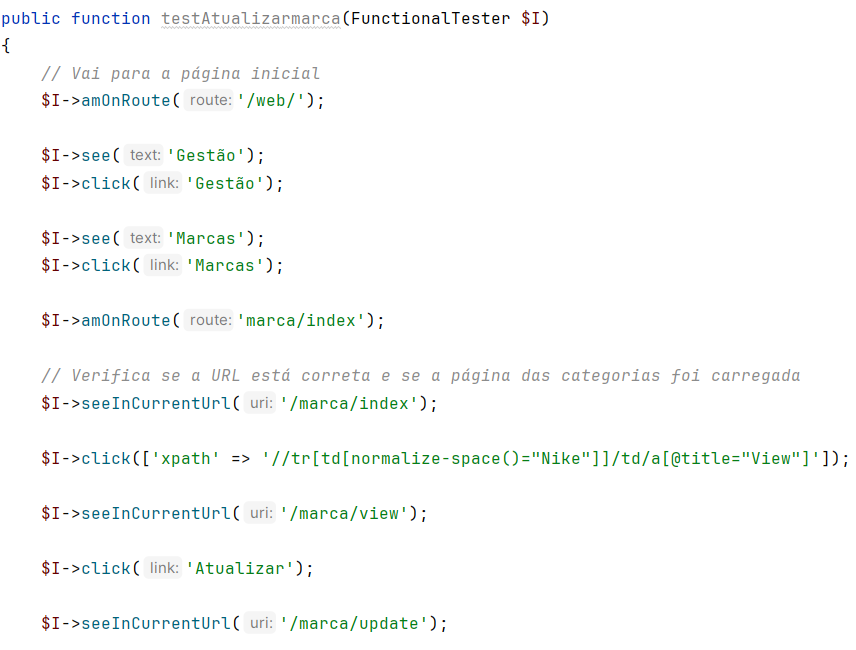 public function testAtualizarmarca(FunctionalTester $I)
{
// Vai para a página inicial
$I->amOnRoute( route: '/web/');
$I->see( text: 'Gestão');
$I->click( link: 'Gestão');
$I->see( text: 'Marcas');
$I->click( link: 'Marcas');
$I->amOnRoute( route: 'marca/index');
// Verifica se a URL está correta e se a página das categorias foi carregada
$I->seeInCurrentUrl( uri: '/marca/index');
$I->click(['xpath' => '//tr[td[normalize-space()="Nike"]]/td/a[@title="View"]']);
$I->seeInCurrentUrl( uri: '/marca/view');
$I->click( link: 'Atualizar');
$I->seeInCurrentUrl( uri: '/marca/update');